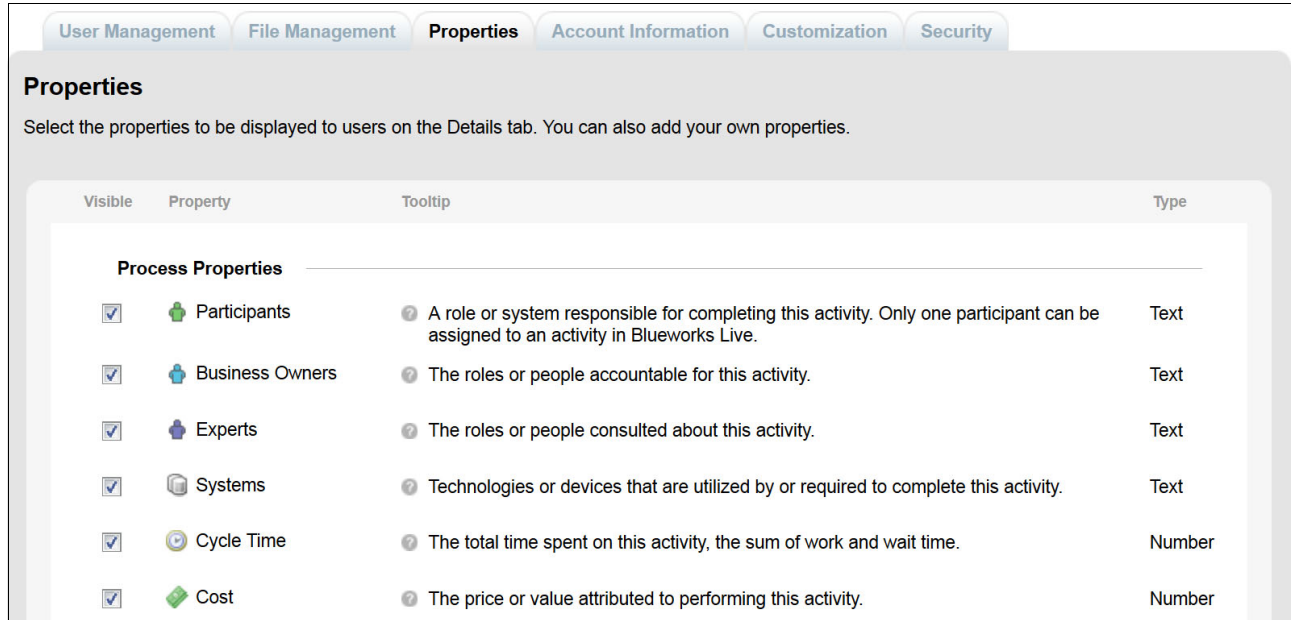 User Management File Management Properties Account Information Customization Security
Properties
Select the properties to be displayed to users on the Details tab. You can also add your own properties.
Visible Property Tooltip Type
Process Properties
Participants ? A role or system responsible for completing this activity. Only one participant can be Text
assigned to an activity in Blueworks Live.
Business Owners ? The roles or people accountable for this activity. Text
Experts ? The roles or people consulted about this activity. Text
Systems ? Technologies or devices that are utilized by or required to complete this activity. Text
Cycle Time ? The total time spent on this activity, the sum of work and wait time. Number
Cost ? The price or value attributed to performing this activity. Number